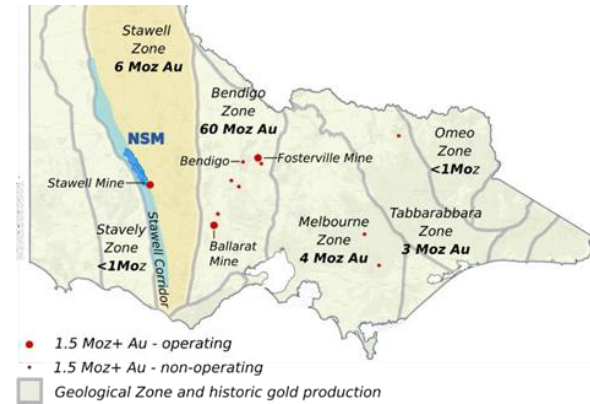 Stawell
Zone
6 Moz Au
Bendigo
Zone
60 Moz Au
NSM
Omeo
Zone
<1Moz
Bendigo
Fosterville Mine
Stawell Mine
Stavely
Zone
<1Moz
Stawell Corridor
Ballarat
Mine
Melbourne
Zone
4 Moz Au
Tabbarabbara
Zone
3 Moz Au
1.5 Moz+ Au - operating
1.5 Moz+ Au - non-operating
Geological Zone and historic gold production